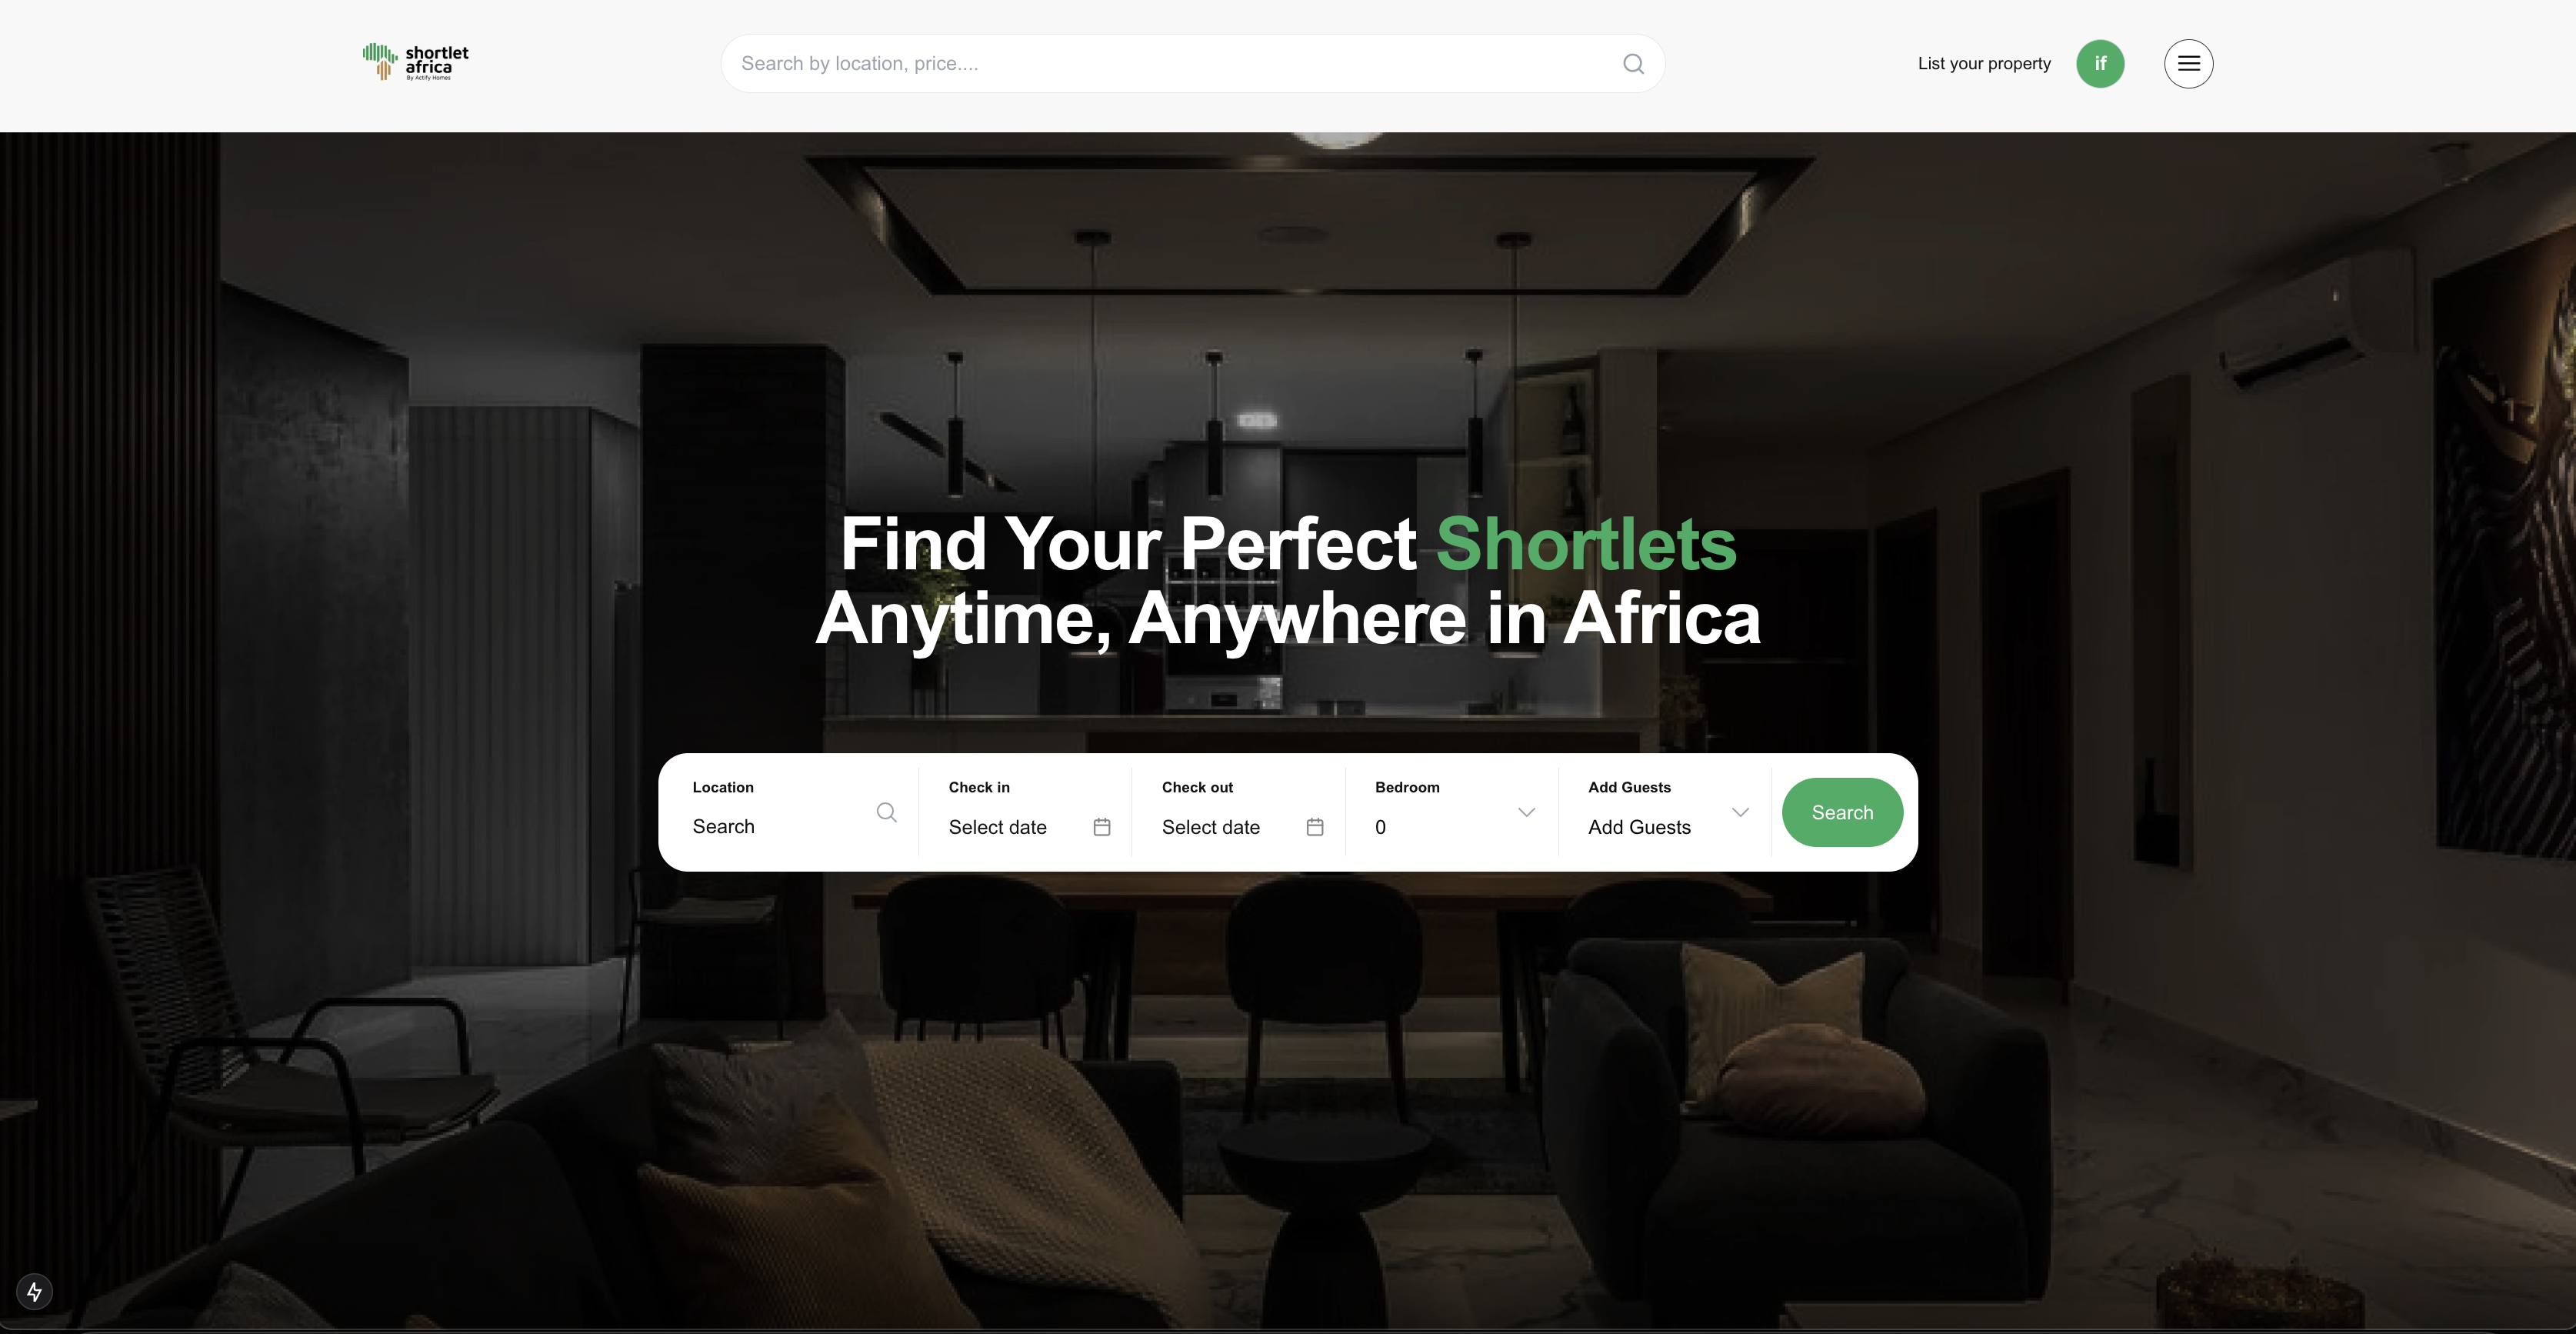 shortlet
africa
By Actify Homes
Search by location, price....
List your property
if
Find Your Perfect Shortlets
Anytime, Anywhere in Africa
Location
Search
Check in
Select date
Check out
Select date
Bedroom
0
Add Guests
Add Guests
Search